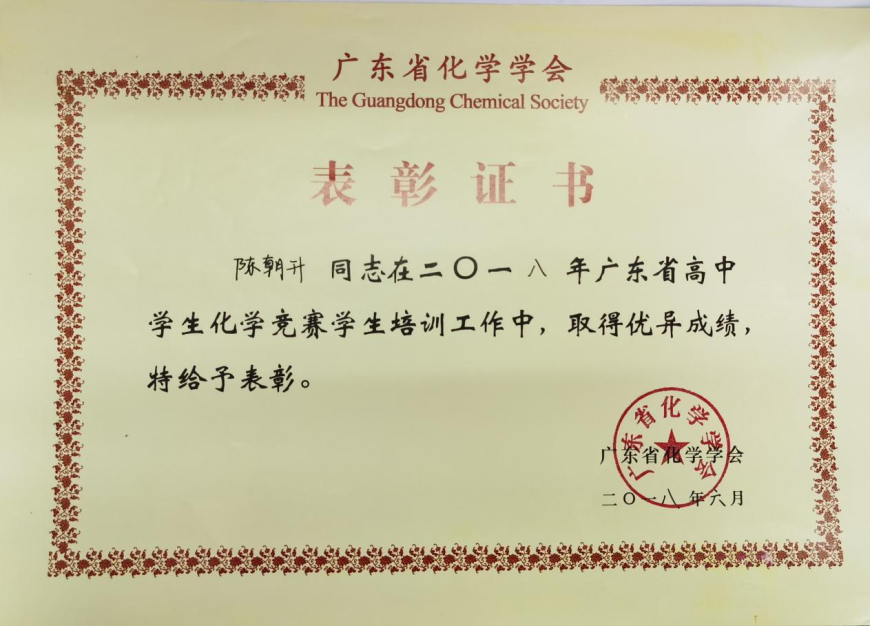 广东省化学学会
The Guangdong Chemical Society
表彰证书
陈朝升 同志在二〇一八年广东省高中
学生化学竞赛学生培训工作中，取得优异成绩，
特给予表彰。
广东省化学学会
广东省化学学会
二〇一八年六月